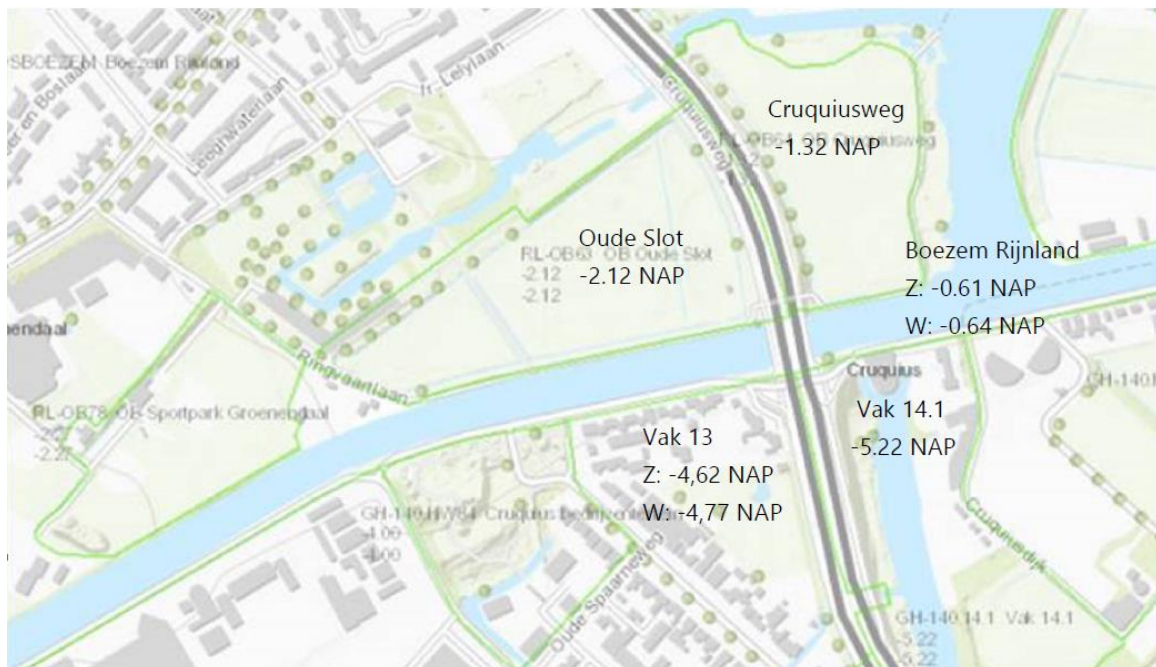 SBOEZEM Boezem Rijnland
Leeghwaterlaan
Ir. Lelylaan
Cruquiusweg
Cruquiusweg
-1.32 NAP
Oude Slot
RL-OB63 OB Oude Slot
-2.12 NAP
-2.12
-2.12
Boezem Rijnland
Z: -0.61 NAP
W: -0.64 NAP
Ringvaartlaan
RL-OB78 OB Sportpark Groenendaal
Cruquius
Vak 14.1
-5.22 NAP
Vak 13
Z: -4,62 NAP
W: -4,77 NAP
-4.00
-4.00
Oude Spaarneweg
Cruquiusdijk
GH-140.14.1 Vak 14.1
-5.22
-5.22